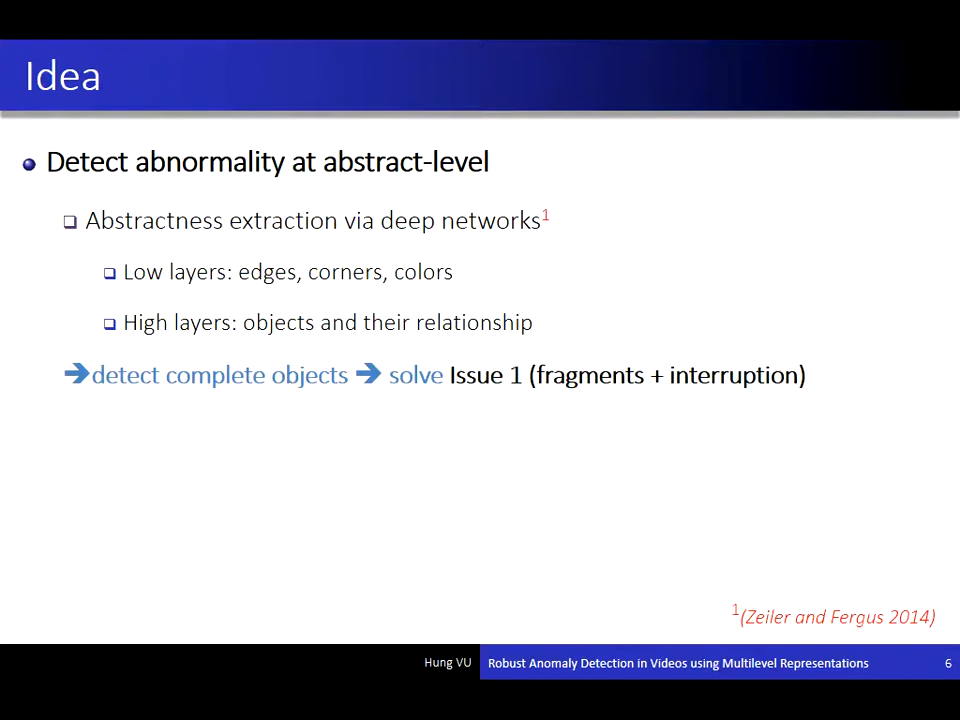 Idea
Detect abnormality at abstract-level
Abstractness extraction via deep networks¹
Low layers: edges, corners, colors
High layers: objects and their relationship
➔detect complete objects ➔ solve Issue 1 (fragments + interruption)
¹(Zeiler and Fergus 2014)
Hung VU Robust Anomaly Detection in Videos using Multilevel Representations 6